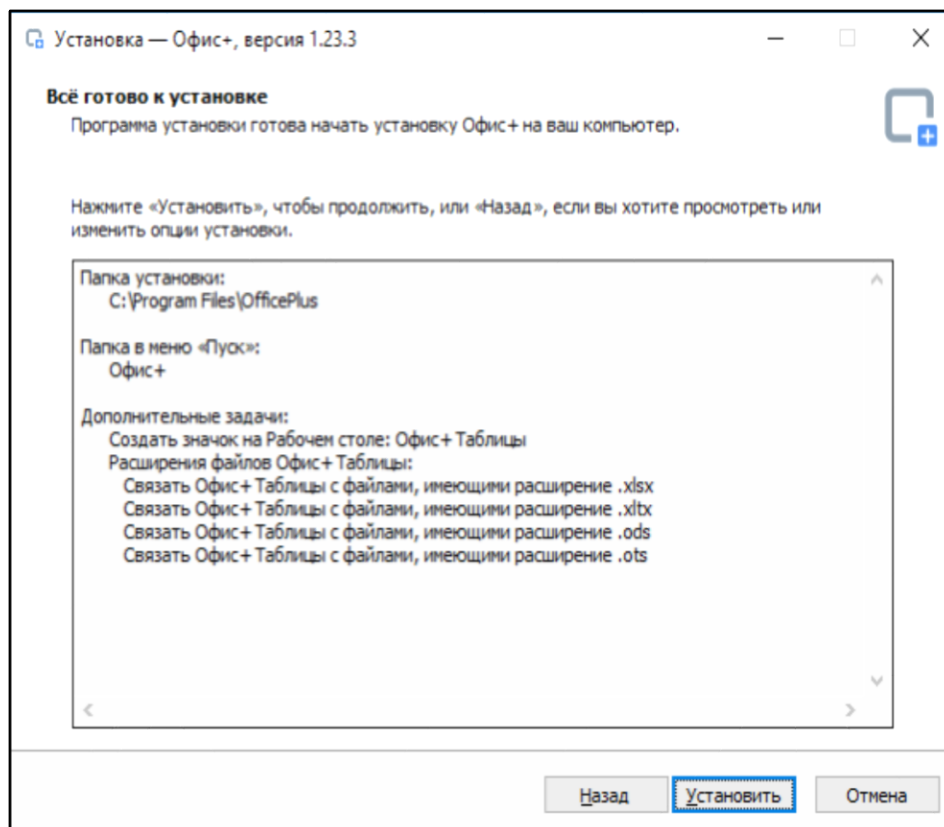 Установка — Офис+, версия 1.23.3
Всё готово к установке
Программа установки готова начать установку Офис+ на ваш компьютер.
Нажмите «Установить», чтобы продолжить, или «Назад», если вы хотите просмотреть или
изменить опции установки.
Папка установки:
C:\Program Files\OfficePlus
Папка в меню «Пуск»:
Офис+
Дополнительные задачи:
Создать значок на Рабочем столе: Офис+ Таблицы
Расширения файлов Офис+ Таблицы:
Связать Офис+ Таблицы с файлами, имеющими расширение .xlsx
Связать Офис+ Таблицы с файлами, имеющими расширение .xltx
Связать Офис+ Таблицы с файлами, имеющими расширение .ods
Связать Офис+ Таблицы с файлами, имеющими расширение .ots
Назад Установить Отмена